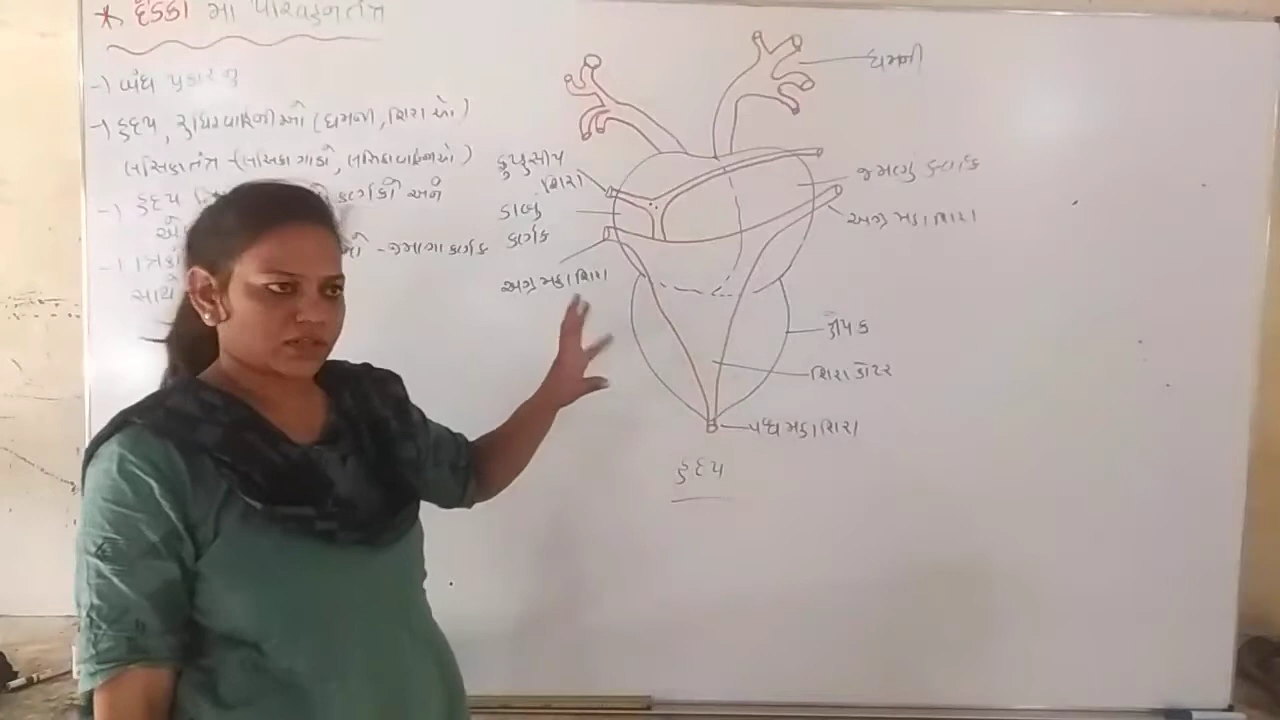 * દેડકા માં પરિવહનતંત્ર
-) બંધ પ્રકારનું
-) હૃદય, રુધિરવાહિનીઓ (ધમની, શિરાઓ)
લસિકાતંત્ર -(લસિકાગાંઠો, લસિકાવાહિનીઓ)
-) હૃદય કર્ણકો અને
એ
- જમણા કર્ણક
સાથે
ધમની
ફુપ્ફુસીય
શિરા
ડાબું
કર્ણક
અગ્ર મહાશિરા
જમણું કર્ણક
અગ્ર મહાશિરા
ક્ષેપક
શિરાકોટર
પશ્ચ મહાશિરા
હૃદય